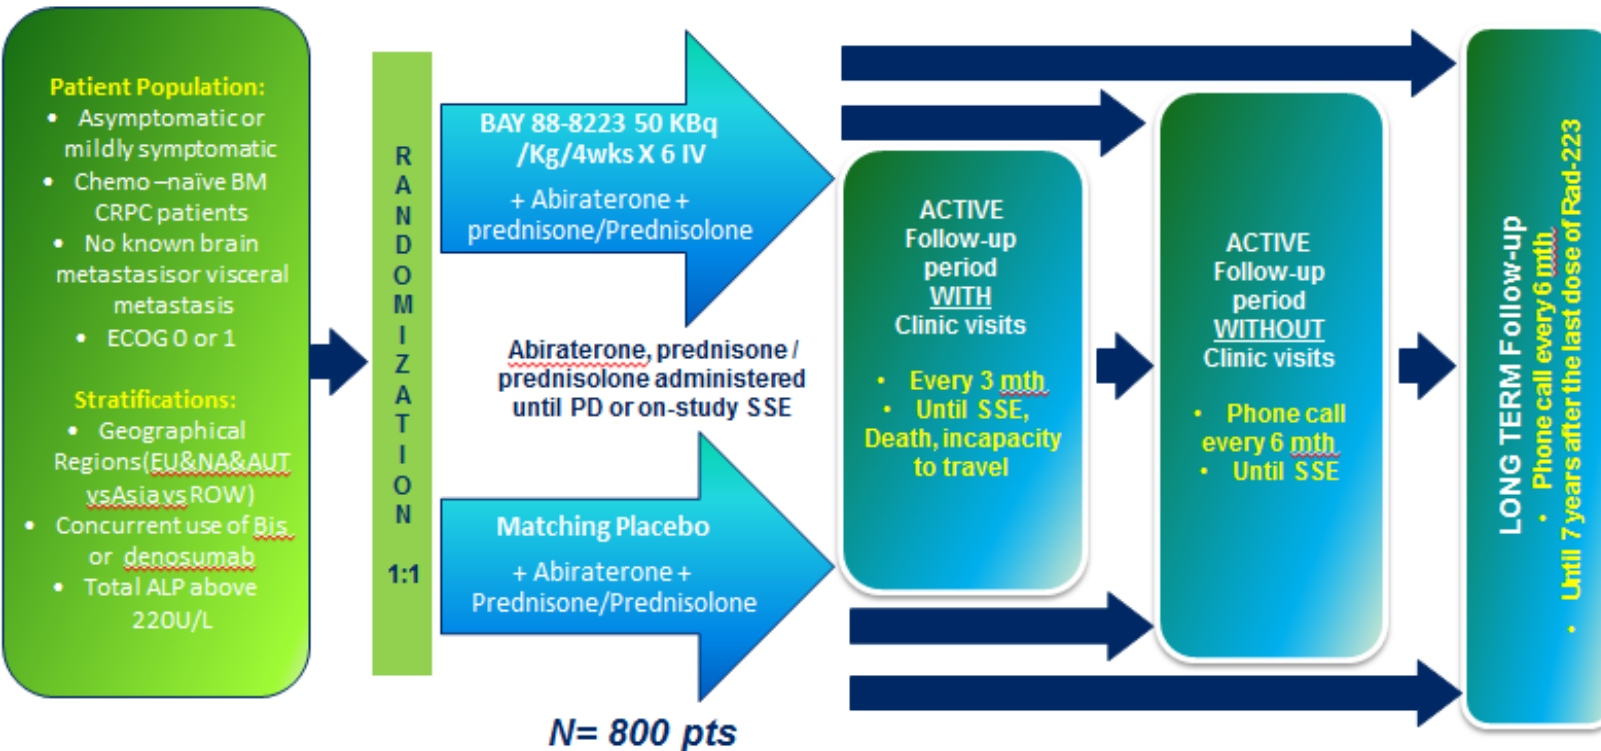 Patient Population:
• Asymptomatic or
mildly symptomatic
• Chemo –naïve BM
CRPC patients
• No known brain
metastasisor visceral
metastasis
• ECOG 0 or 1
Stratifications:
• Geographical
Regions(EU&NA&AUT
vsAsiavs ROW)
• Concurrent use of Bis
or denosumab
• Total ALP above
220U/L
RANDOMIZATION
1:1
BAY 88-8223 50 KBq
/Kg/4wks X 6 IV
+ Abiraterone +
prednisone/Prednisolone
Abiraterone, prednisone /
prednisolone administered
until PD or on-study SSE
Matching Placebo
+ Abiraterone +
Prednisone/Prednisolone
N= 800 pts
ACTIVE
Follow-up
period
WITH
Clinic visits
• Every 3 mth
• Until SSE,
Death, incapacity
to travel
ACTIVE
Follow-up
period
WITHOUT
Clinic visits
• Phone call
every 6 mth
• Until SSE
LONG TERM Follow-up
• Phone call every 6 mth
• Until 7 years after the last dose of Rad-223